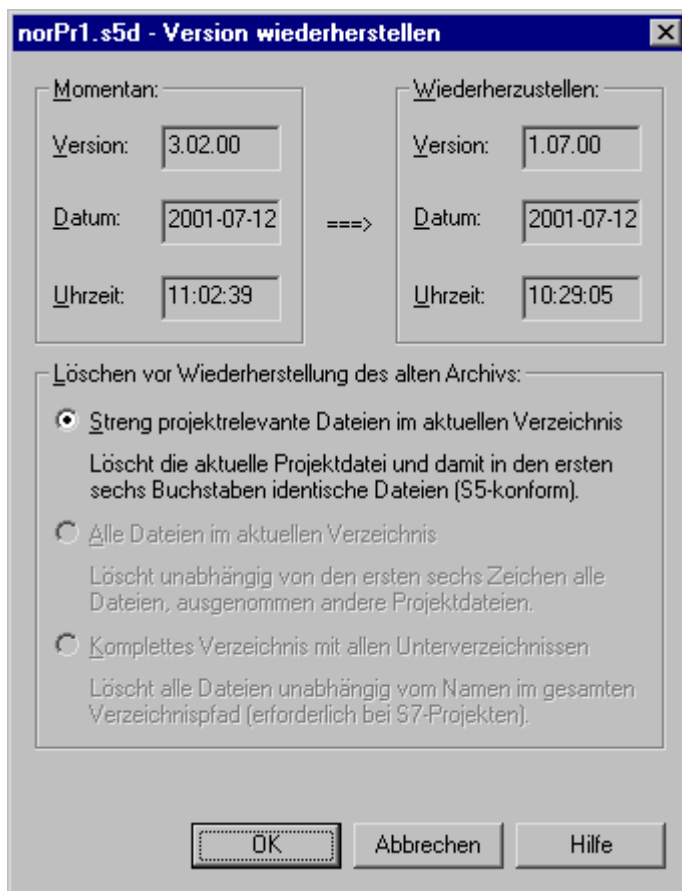 norPr1.s5d - Version wiederherstellen
Momentan:
Version: 3.02.00
Datum: 2001-07-12
Uhrzeit: 11:02:39
===>
Wiederherzustellen:
Version: 1.07.00
Datum: 2001-07-12
Uhrzeit: 10:29:05
Löschen vor Wiederherstellung des alten Archivs:
Streng projektrelevante Dateien im aktuellen Verzeichnis
Löscht die aktuelle Projektdatei und damit in den ersten
sechs Buchstaben identische Dateien (S5-konform).
Alle Dateien im aktuellen Verzeichnis
Löscht unabhängig von den ersten sechs Zeichen alle
Dateien, ausgenommen andere Projektdateien.
Komplettes Verzeichnis mit allen Unterverzeichnissen
Löscht alle Dateien unabhängig vom Namen im gesamten
Verzeichnispfad (erforderlich bei S7-Projekten).
OK
Abbrechen
Hilfe